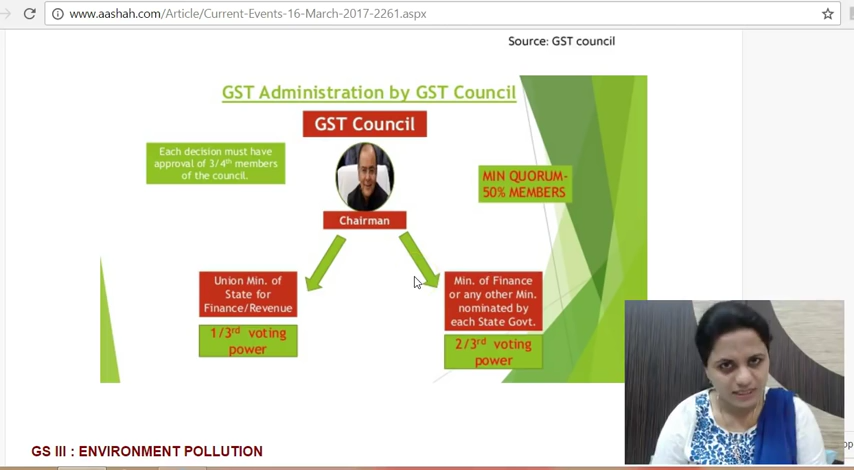 www.aashah.com/Article/Current-Events-16-March-2017-2261.aspx
Source: GST council
GST Administration by GST Council
GST Council
Each decision must have
approval of 3/4th members
of the council.
MIN QUORUM-
50% MEMBERS
Chairman
Union Min. of
State for
Finance/Revenue
1/3rd voting
power
Min. of Finance
or any other Min.
nominated by
each State Govt.
2/3rd voting
power
GS III : ENVIRONMENT POLLUTION